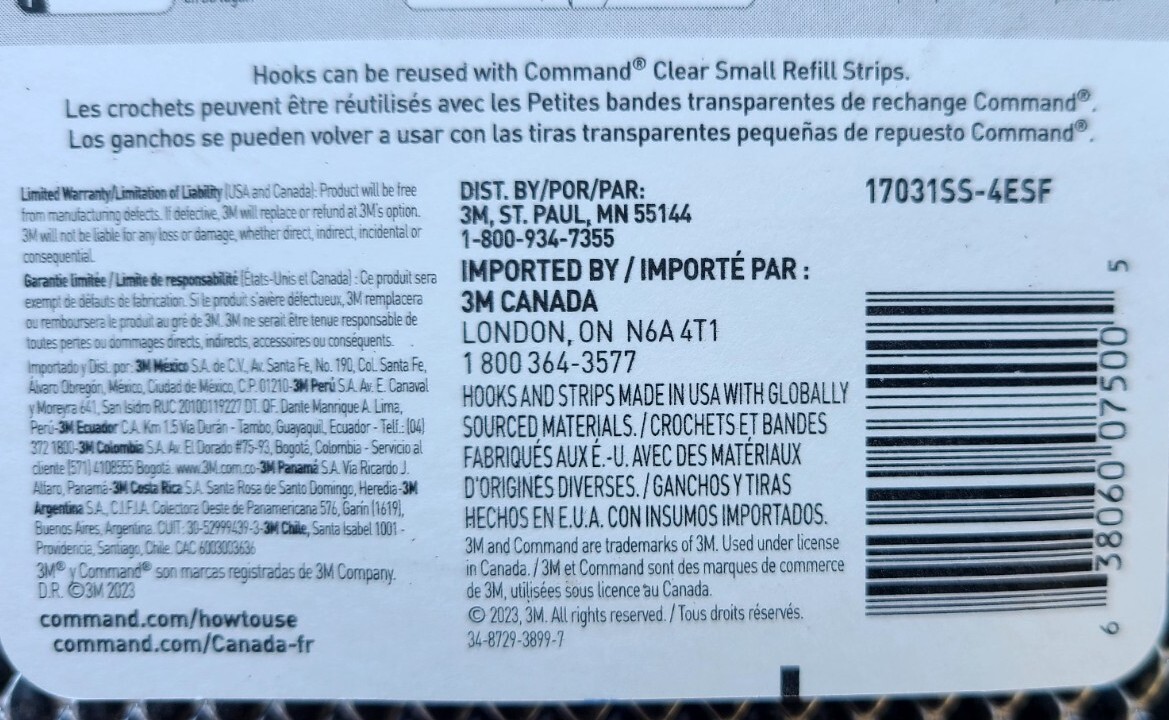 Hooks can be reused with Command® Clear Small Refill Strips.
Les crochets peuvent être réutilisés avec les Petites bandes transparentes de rechange Command®.
Los ganchos se pueden volver a usar con las tiras transparentes pequeñas de repuesto Command®.
Limited Warranty/Limitation of Liability (USA and Canada): Product will be free
from manufacturing defects. If defective, 3M will replace or refund at 3M's option.
3M will not be liable for any loss or damage, whether direct, indirect, incidental or
consequential.
Garantie limitée / Limite de responsabilité (États-Unis et Canada) : Ce produit sera
exempt de défauts de fabrication. Si le produit s'avère défectueux, 3M remplacera
ou remboursera le produit au gré de 3M. 3M ne serait être tenue responsable de
toutes pertes ou dommages directs, indirects, accessoires ou conséquents.
Importado y Dist. por: 3M México S.A. de C.V., Av. Santa Fe, No. 190, Col. Santa Fe,
Álvaro Obregón, México, Ciudad de México, C.P. 01210-3M Perú S.A. Av. E. Canaval
y Moreyra 641, San Isidro RUC 20100119227 DT. QF. Dante Manrique A. Lima,
Perú-3M Ecuador C.A. Km 1.5 Vía Durán - Tambo, Guayaquil, Ecuador - Telf.: (04)
372 1800-3M Colombia S.A. Av. El Dorado #75-93, Bogotá, Colombia - Servicio al
cliente (571) 4108555 Bogotá. www.3M.com.co-3M Panamá S.A. Vía Ricardo J.
Alfaro, Panamá-3M Costa Rica S.A. Santa Rosa de Santo Domingo, Heredia-3M
Argentina S.A., C.I.F.I.A. Colectora Oeste de Panamericana 576, Garín (1619),
Buenos Aires, Argentina. CUIT: 30-52999439-3-3M Chile, Santa Isabel 1001 -
Providencia, Santiago, Chile. CAC 6003003636
3M® y Command® son marcas registradas de 3M Company.
D.R. ©3M 2023
command.com/howtouse
command.com/Canada-fr
DIST. BY/POR/PAR:
3M, ST. PAUL, MN 55144
1-800-934-7355
IMPORTED BY / IMPORTÉ PAR :
3M CANADA
LONDON, ON N6A 4T1
1 800 364-3577
HOOKS AND STRIPS MADE IN USA WITH GLOBALLY
SOURCED MATERIALS. / CROCHETS ET BANDES
FABRIQUÉS AUX É.-U. AVEC DES MATÉRIAUX
D'ORIGINES DIVERSES. / GANCHOS Y TIRAS
HECHOS EN E.U.A. CON INSUMOS IMPORTADOS.
3M and Command are trademarks of 3M. Used under license
in Canada. / 3M et Command sont des marques de commerce
de 3M, utilisées sous licence au Canada.
© 2023, 3M. All rights reserved. / Tous droits réservés.
34-8729-3899-7
17031SS-4ESF
6 38060 07500 5